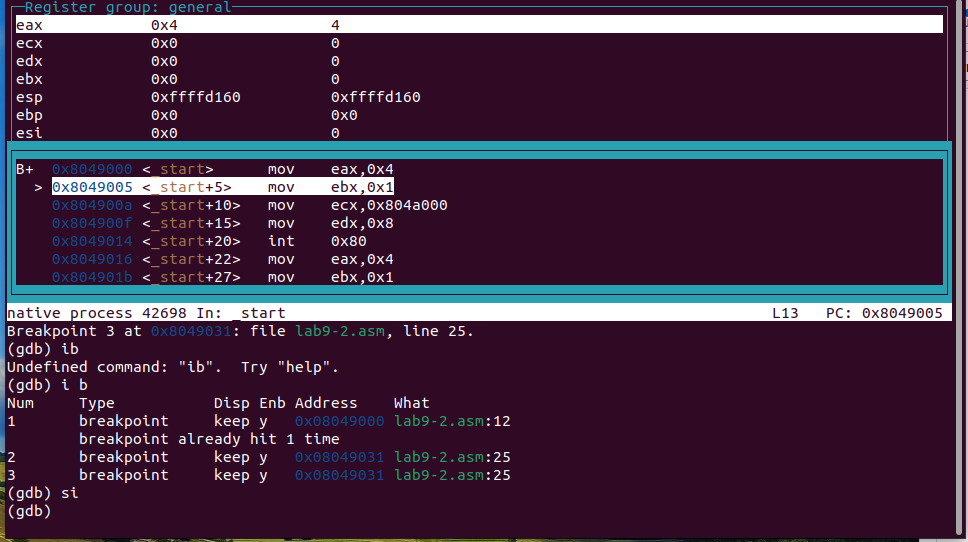 Register group: general
eax 0x4 4
ecx 0x0 0
edx 0x0 0
ebx 0x0 0
esp 0xffffd160 0xffffd160
ebp 0x0 0x0
esi 0x0 0
B+ 0x8049000 <_start> mov eax,0x4
> 0x8049005 <_start+5> mov ebx,0x1
0x804900a <_start+10> mov ecx,0x804a000
0x804900f <_start+15> mov edx,0x8
0x8049014 <_start+20> int 0x80
0x8049016 <_start+22> mov eax,0x4
0x804901b <_start+27> mov ebx,0x1
native process 42698 In: _start L13 PC: 0x8049005
Breakpoint 3 at 0x8049031: file lab9-2.asm, line 25.
(gdb) ib
Undefined command: "ib". Try "help".
(gdb) i b
Num Type Disp Enb Address What
1 breakpoint keep y 0x08049000 lab9-2.asm:12
breakpoint already hit 1 time
2 breakpoint keep y 0x08049031 lab9-2.asm:25
3 breakpoint keep y 0x08049031 lab9-2.asm:25
(gdb) si
(gdb)